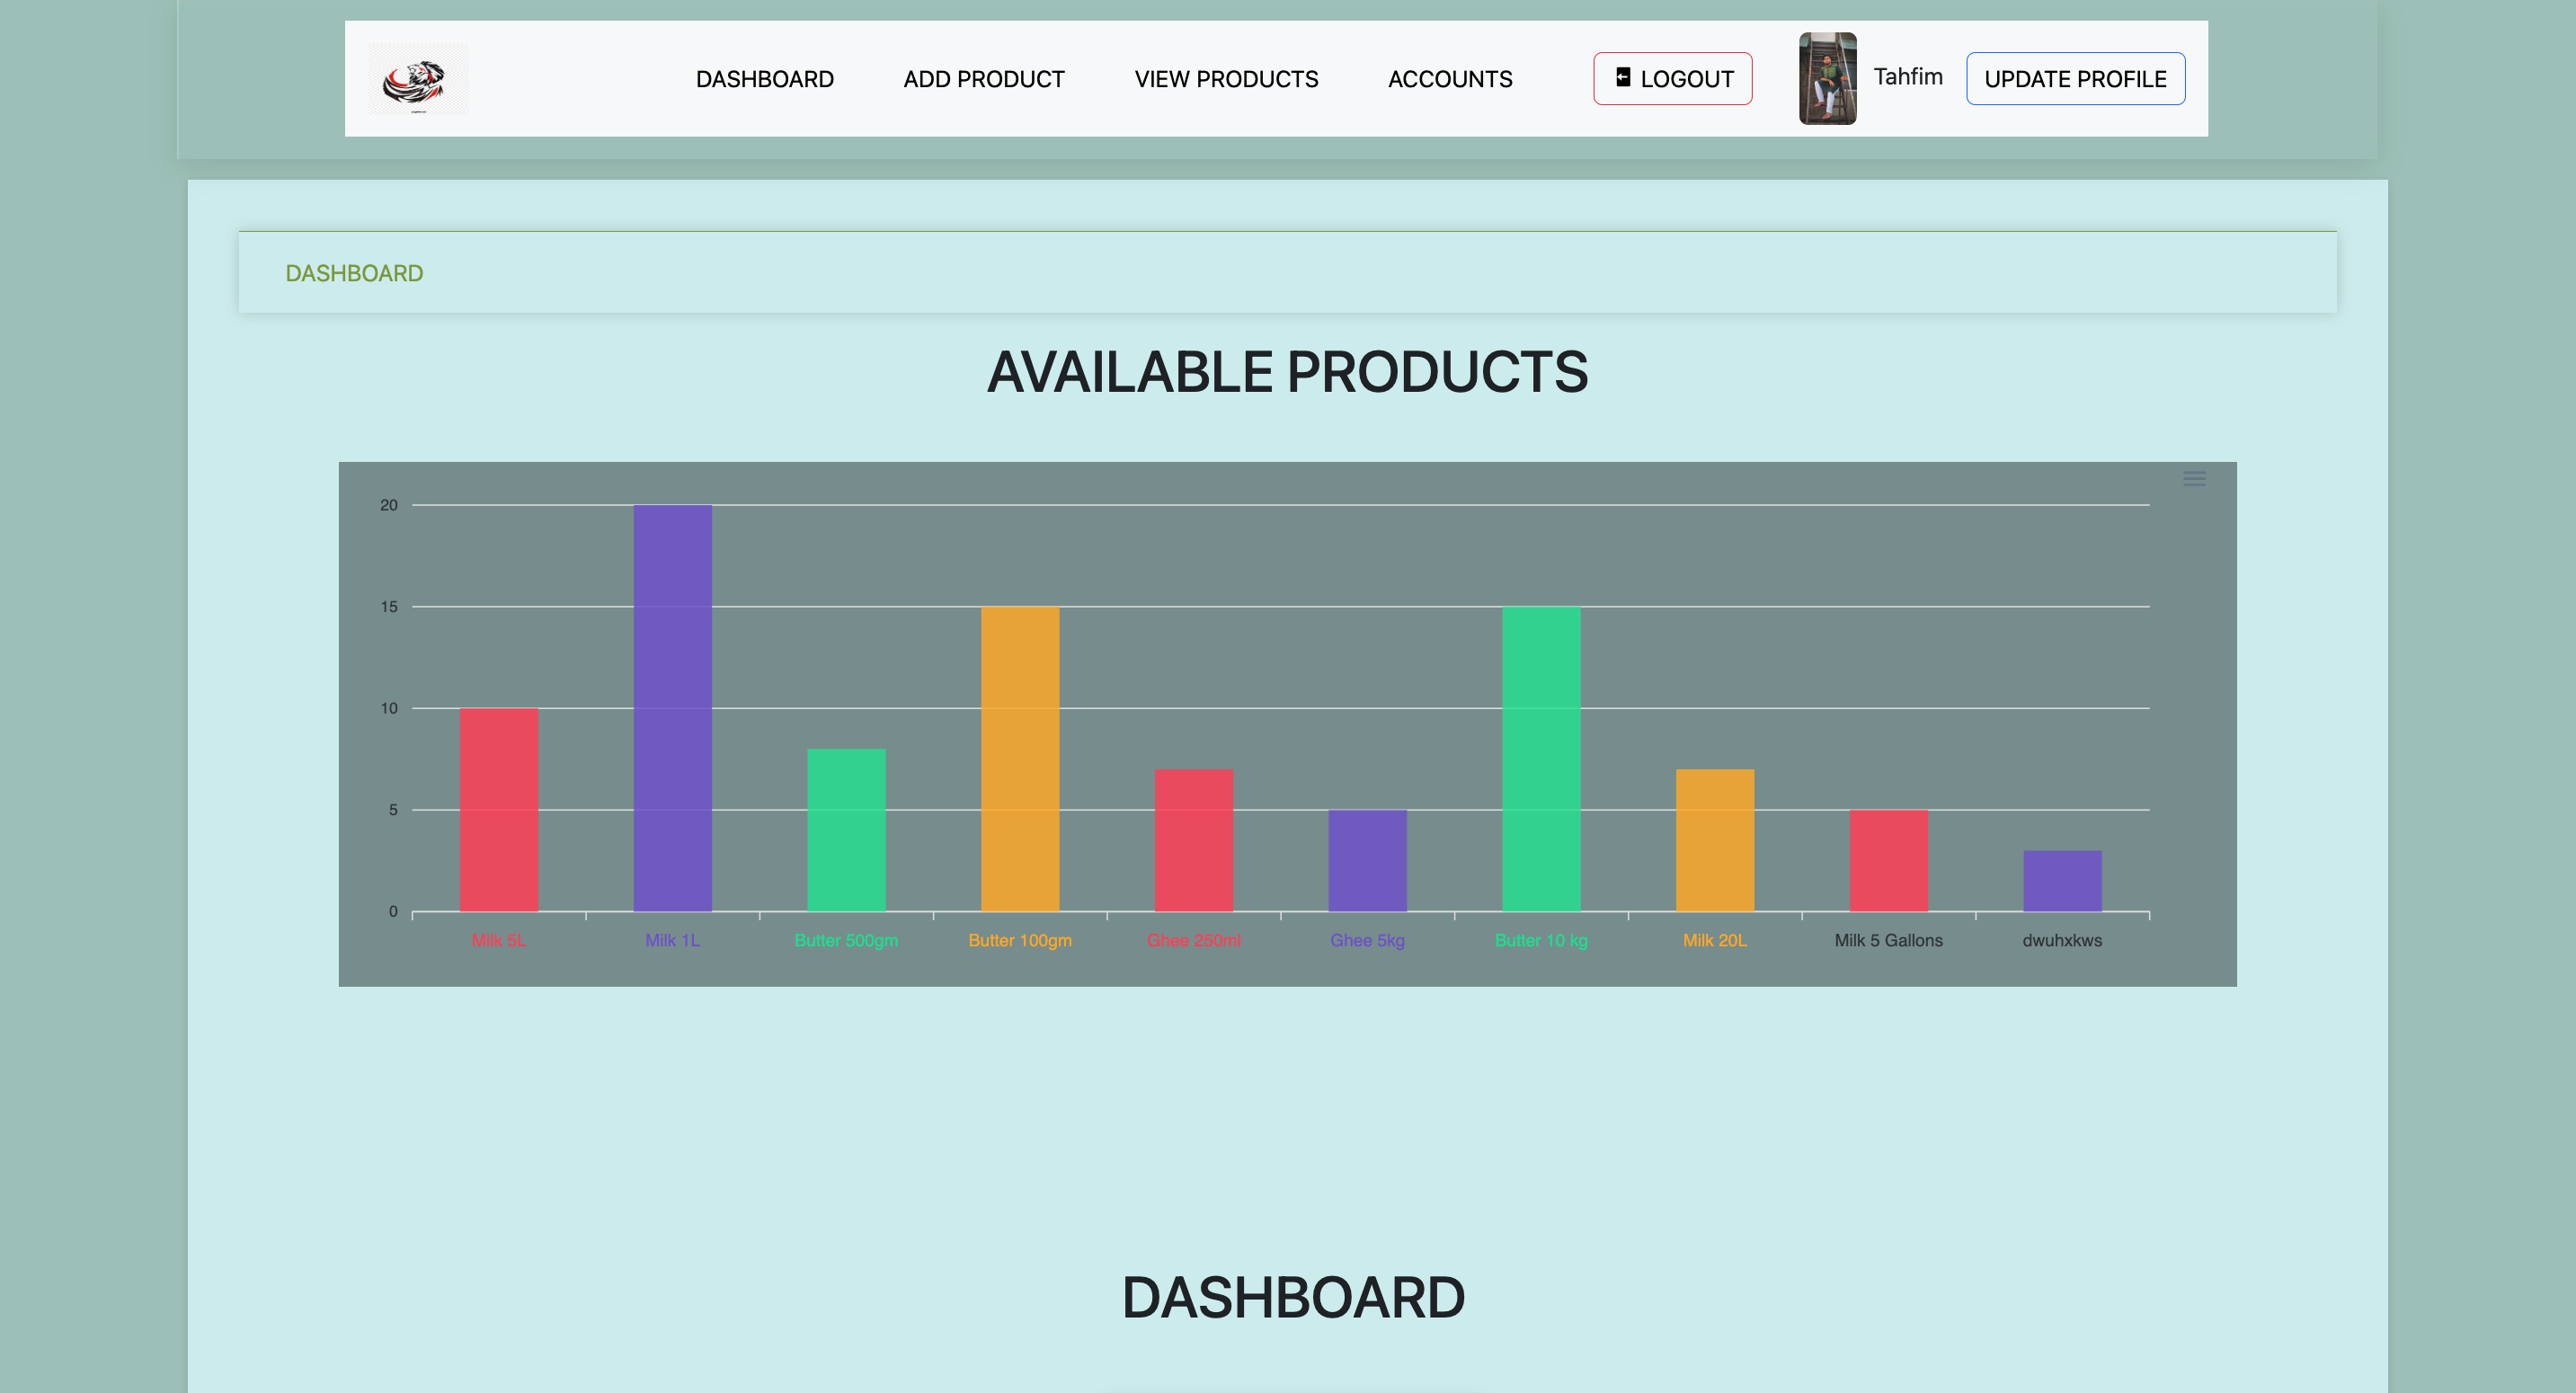 DASHBOARD ADD PRODUCT VIEW PRODUCTS ACCOUNTS LOGOUT Tahfim UPDATE PROFILE
DASHBOARD
AVAILABLE PRODUCTS
20
15
10
5
0
Milk 5L Milk 1L Butter 500gm Butter 100gm Ghee 250ml Ghee 5kg Butter 10 kg Milk 20L Milk 5 Gallons dwuhxkws
DASHBOARD